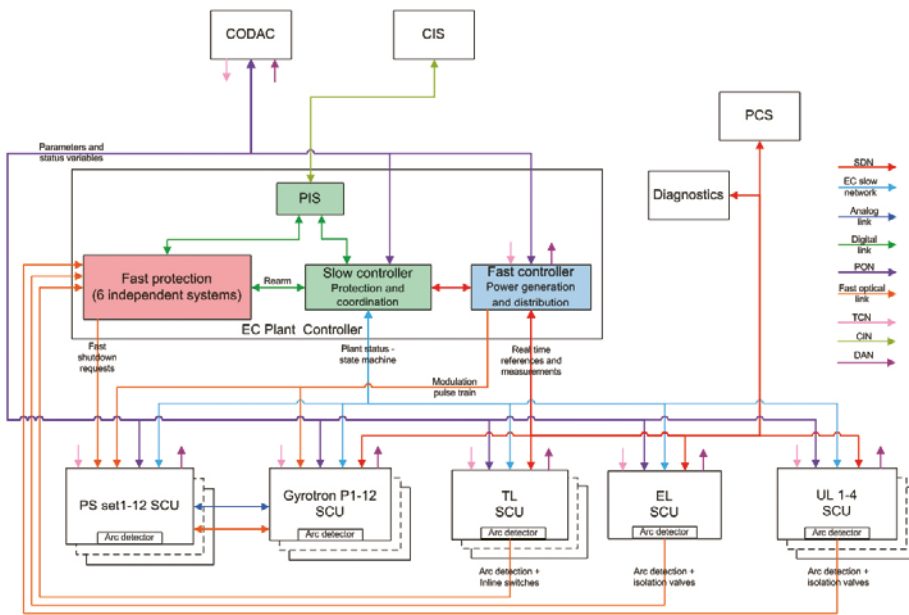 CODAC
CIS
PCS
Parameters and
status variables
SDN
EC slow
network
Analog
link
Digital
link
PON
Fast optical
link
TCN
CIN
DAN
PIS
Diagnostics
Fast protection
(6 independent systems)
Rearm
Slow controller
Protection and
coordination
Fast controller
Power generation
and distribution
EC Plant Controller
Fast
shutdown
requests
Plant status -
state machine
Modulation
pulse train
Real time
references and
measurements
PS set1-12 SCU
Arc detector
Gyrotron P1-12
SCU
Arc detector
TL
SCU
Arc detector
EL
SCU
Arc detector
UL 1-4
SCU
Arc detector
Arc detection +
Inline switches
Arc detection +
isolation valves
Arc detection +
isolation valves